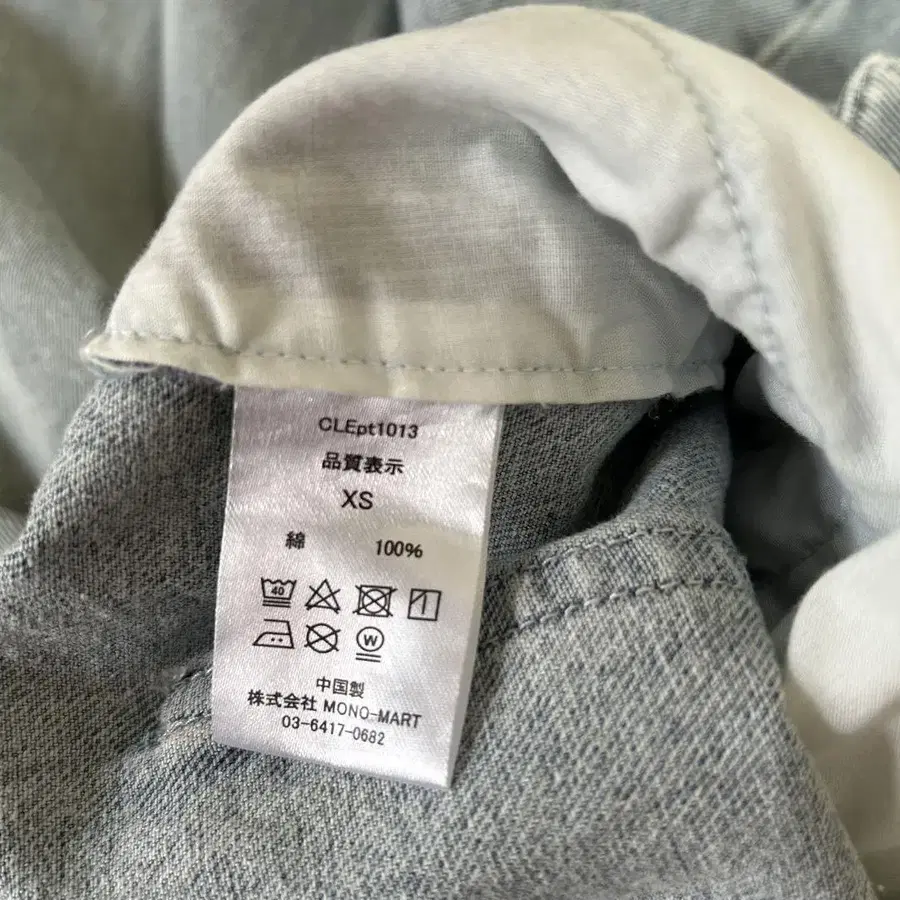 CLEpt1013
品質表示
XS
綿 100%
40
W
中国製
株式会社 MONO-MART
03-6417-0682